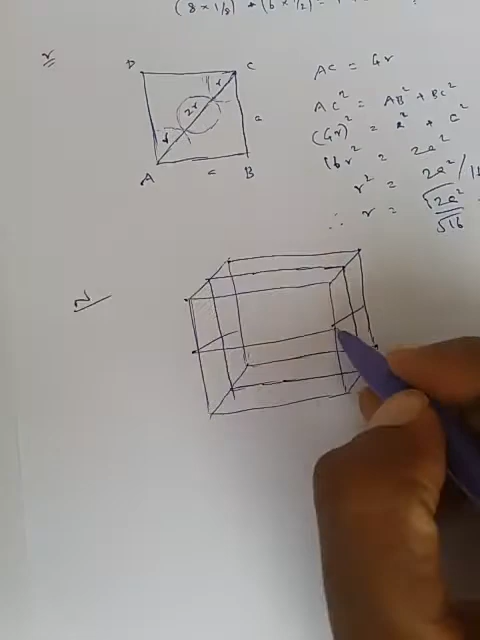 (8 × 1/8) + (6 × 1/2) =
r
D
C
r
2r
r
a
A
a
B
AC = 4r
AC² = AB² + BC²
(4r)² = a² + a²
16r² = 2a²
r² = 2a² / 1
∴ r = √2a² / √16
N